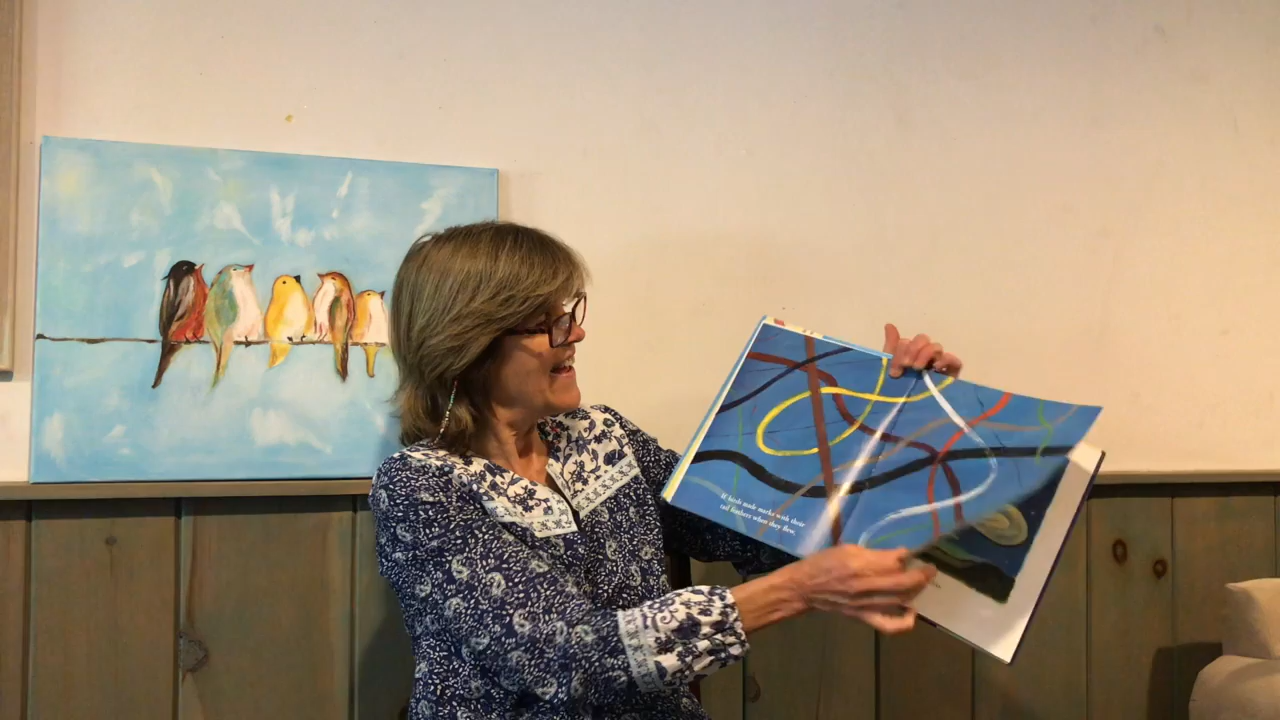 If birds made marks with their
tail feathers when they flew,